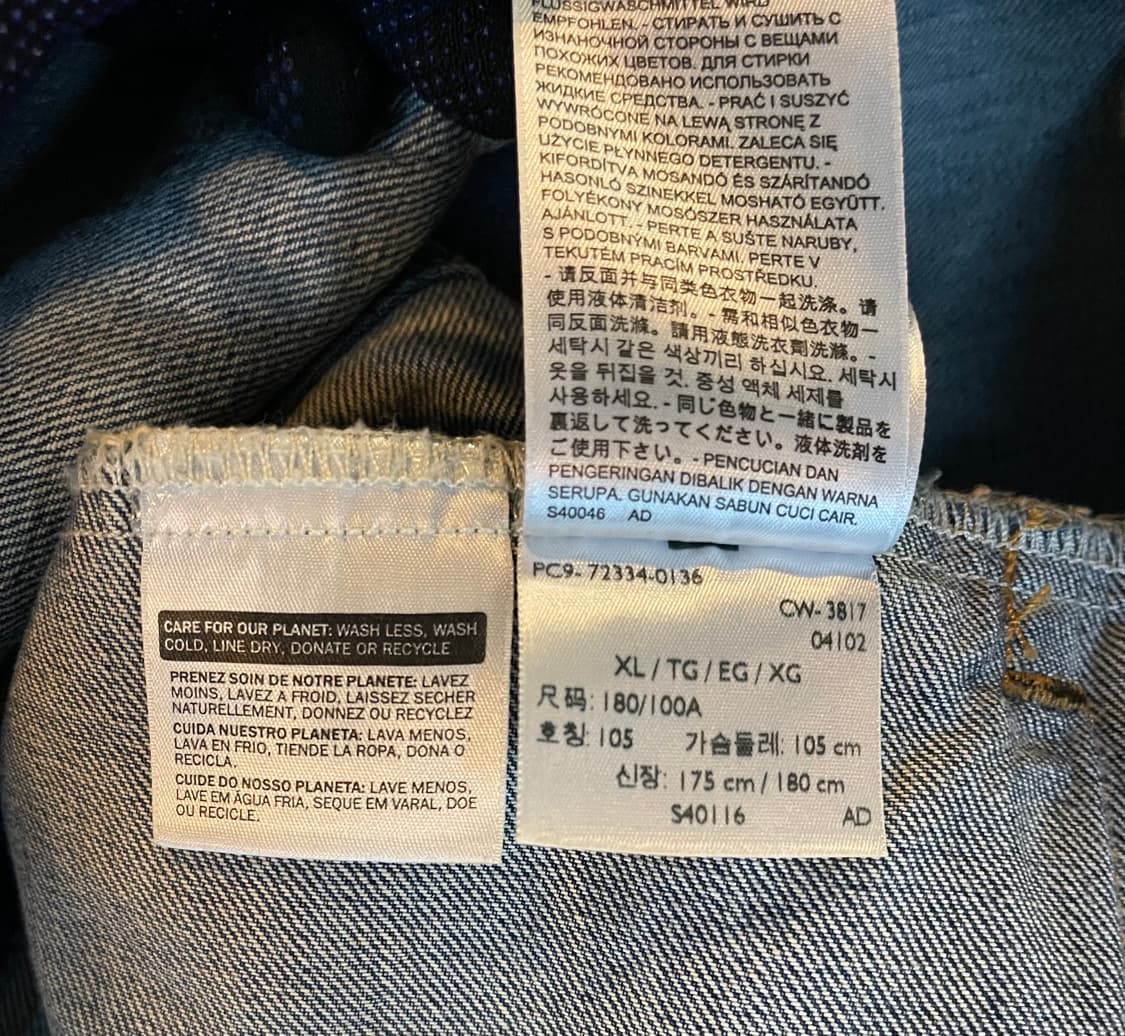 FLÜSSIGWASCHMITTEL WIRD
EMPFOHLEN. - СТИРАТЬ И СУШИТЬ С
ИЗНАНОЧНОЙ СТОРОНЫ С ВЕЩАМИ
ПОХОЖИХ ЦВЕТОВ. ДЛЯ СТИРКИ
РЕКОМЕНДОВАНО ИСПОЛЬЗОВАТЬ
ЖИДКИЕ СРЕДСТВА. - PRAĆ I SUSZYĆ
WYWRÓCONE NA LEWĄ STRONĘ Z
PODOBNYMI KOLORAMI. ZALECA SIĘ
UŻYCIE PŁYNNEGO DETERGENTU. -
KIFORDÍTVA MOSANDÓ ÉS SZÁRÍTANDÓ
HASONLÓ SZINEKKEL MOSHATÓ EGYÜTT.
FOLYÉKONY MOSÓSZER HASZNÁLATA
AJÁNLOTT. - PERTE A SUŠTE NARUBY,
S PODOBNÝMI BARVAMI. PERTE V
TEKUTÉM PRACÍM PROSTŘEDKU.
- 请反面并与同类色衣物一起洗涤。请
使用液体清洁剂。- 需和相似色衣物一
同反面洗滌。請用液態洗衣劑洗滌。-
세탁시 같은 색상끼리 하십시요. 세탁시
옷을 뒤집을 것. 중성 액체 세제를
사용하세요. - 同じ色物と一緒に製品を
裏返して洗ってください。液体洗剤を
ご使用下さい。- PENCUCIAN DAN
PENGERINGAN DIBALIK DENGAN WARNA
SERUPA. GUNAKAN SABUN CUCI CAIR.
S40046 AD
CARE FOR OUR PLANET: WASH LESS, WASH
COLD, LINE DRY, DONATE OR RECYCLE
PRENEZ SOIN DE NOTRE PLANETE: LAVEZ
MOINS, LAVEZ A FROID, LAISSEZ SECHER
NATURELLEMENT, DONNEZ OU RECYCLEZ
CUIDA NUESTRO PLANETA: LAVA MENOS,
LAVA EN FRIO, TIENDE LA ROPA, DONA O
RECICLA.
CUIDE DO NOSSO PLANETA: LAVE MENOS,
LAVE EM ÁGUA FRIA, SEQUE EM VARAL, DOE
OU RECICLE.
PC9-72334-0136
CW-3817
04102
XL / TG / EG / XG
尺码: 180/100A
호칭: 105 가슴둘레: 105 cm
신장: 175 cm / 180 cm
S40116 AD